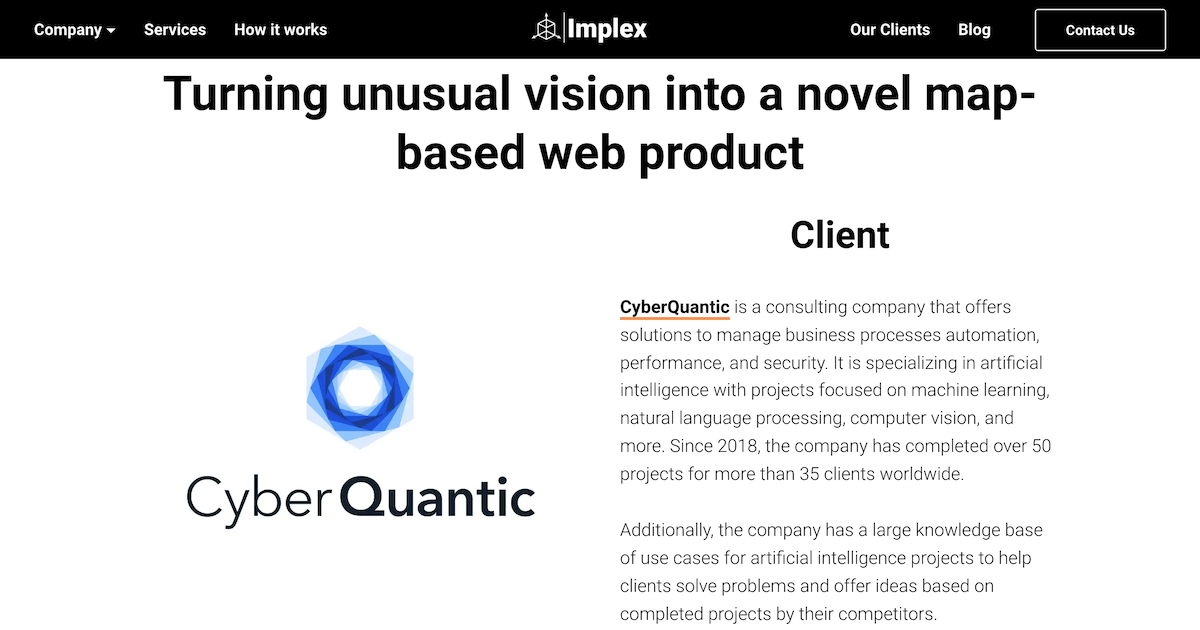 Company
Services
How it works
Implex
Our Clients
Blog
Contact Us
Turning unusual vision into a novel map-
based web product
CyberQuantic
Client
CyberQuantic is a consulting company that offers
solutions to manage business processes automation,
performance, and security. It is specializing in artificial
intelligence with projects focused on machine learning,
natural language processing, computer vision, and
more. Since 2018, the company has completed over 50
projects for more than 35 clients worldwide.
Additionally, the company has a large knowledge base
of use cases for artificial intelligence projects to help
clients solve problems and offer ideas based on
completed projects by their competitors.